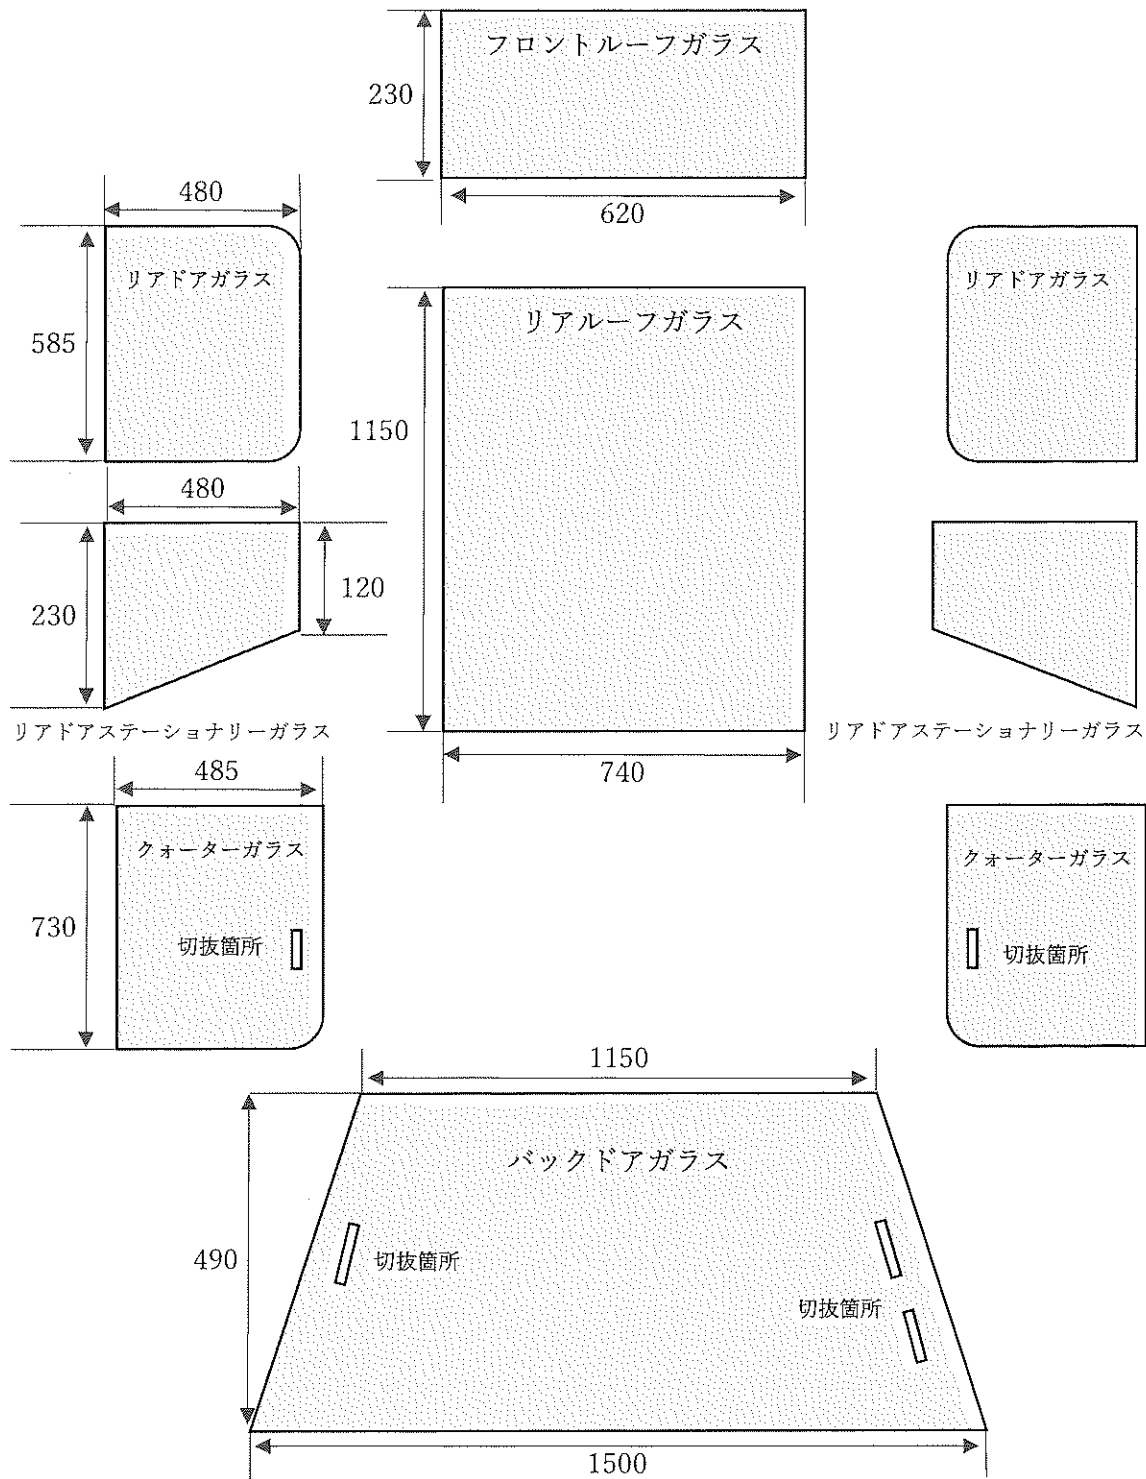 フロントルーフガラス
230
620
480
リアドアガラス
585
リアドアガラス
リアルーフガラス
1150
740
480
230
120
リアドアステーショナリーガラス
リアドアステーショナリーガラス
485
クォーターガラス
730
切抜箇所
クォーターガラス
切抜箇所
1150
バックドアガラス
490
切抜箇所
切抜箇所
1500